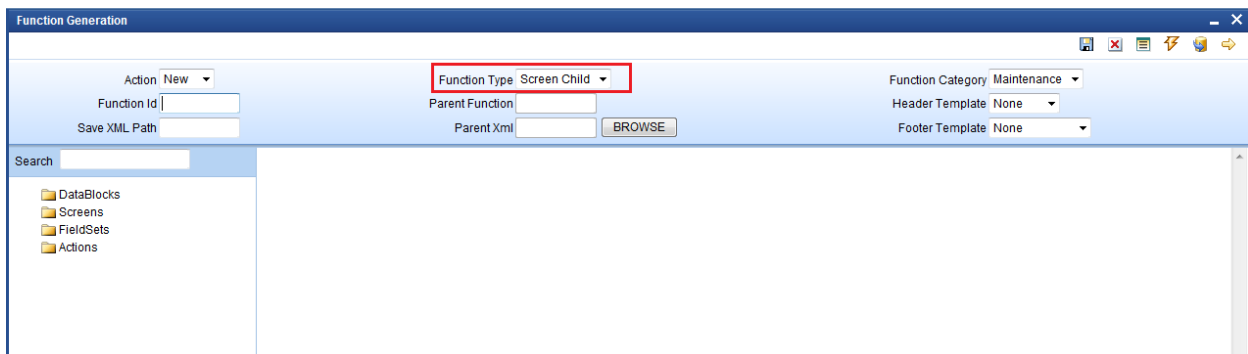 Function Generation
Action New Function Type Screen Child Function Category Maintenance
Function Id Parent Function Header Template None
Save XML Path Parent Xml BROWSE Footer Template None
Search
DataBlocks
Screens
FieldSets
Actions